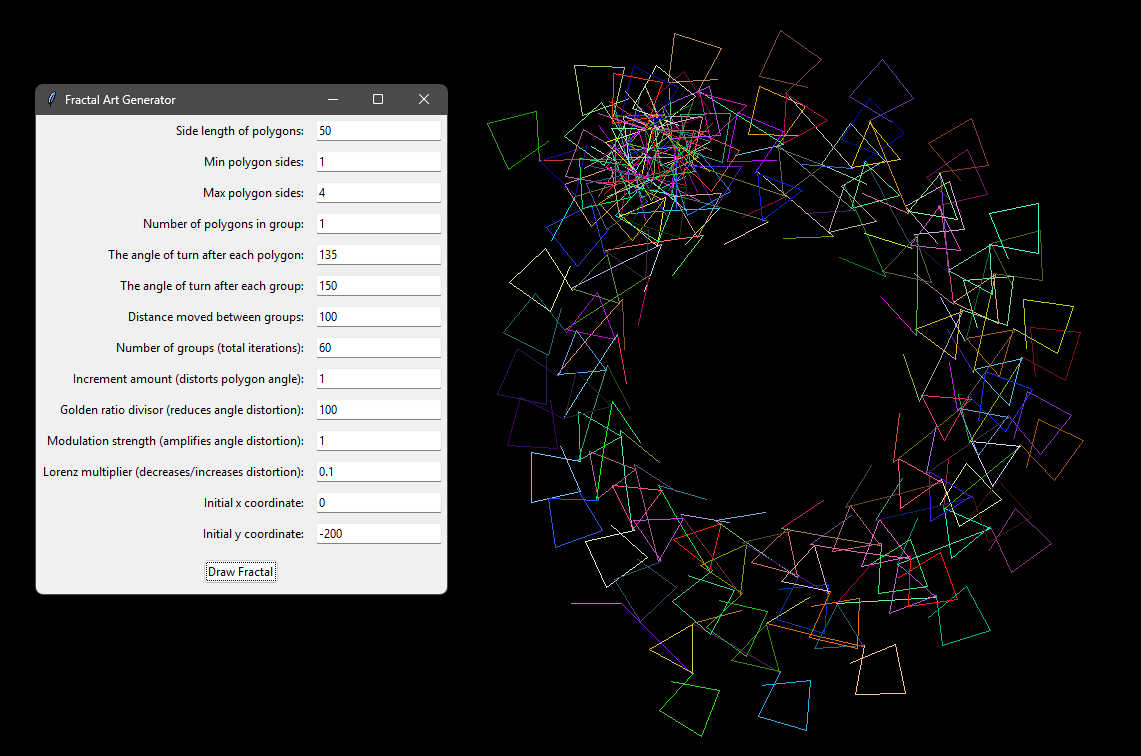 Fractal Art Generator
Side length of polygons: 50
Min polygon sides: 1
Max polygon sides: 4
Number of polygons in group: 1
The angle of turn after each polygon: 135
The angle of turn after each group: 150
Distance moved between groups: 100
Number of groups (total iterations): 60
Increment amount (distorts polygon angle): 1
Golden ratio divisor (reduces angle distortion): 100
Modulation strength (amplifies angle distortion): 1
Lorenz multiplier (decreases/increases distortion): 0.1
Initial x coordinate: 0
Initial y coordinate: -200
Draw Fractal